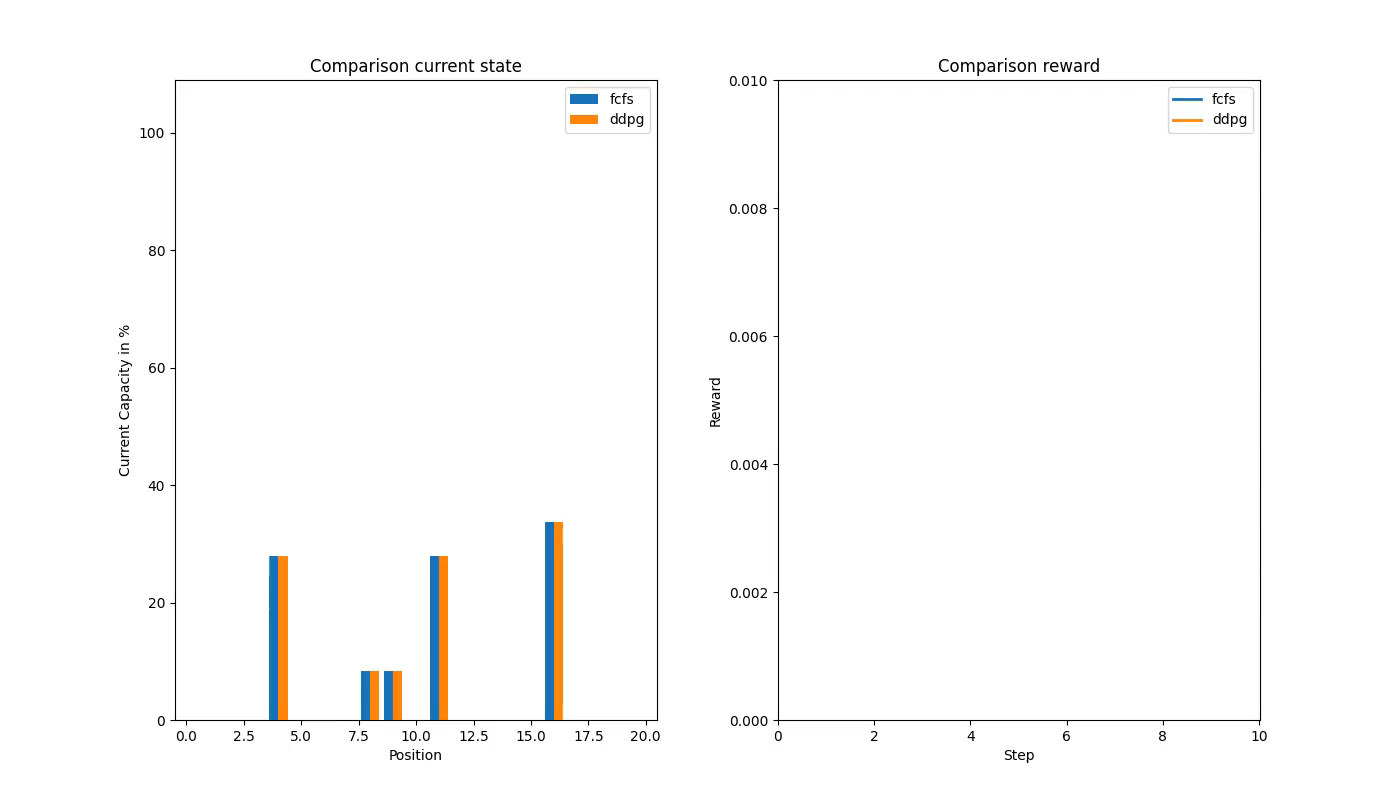 Comparison current state
fcfs
ddpg
100
80
60
40
20
0
Current Capacity in %
0.0 2.5 5.0 7.5 10.0 12.5 15.0 17.5 20.0
Position
Comparison reward
fcfs
ddpg
0.010
0.008
0.006
0.004
0.002
0.000
Reward
0 2 4 6 8 10
Step